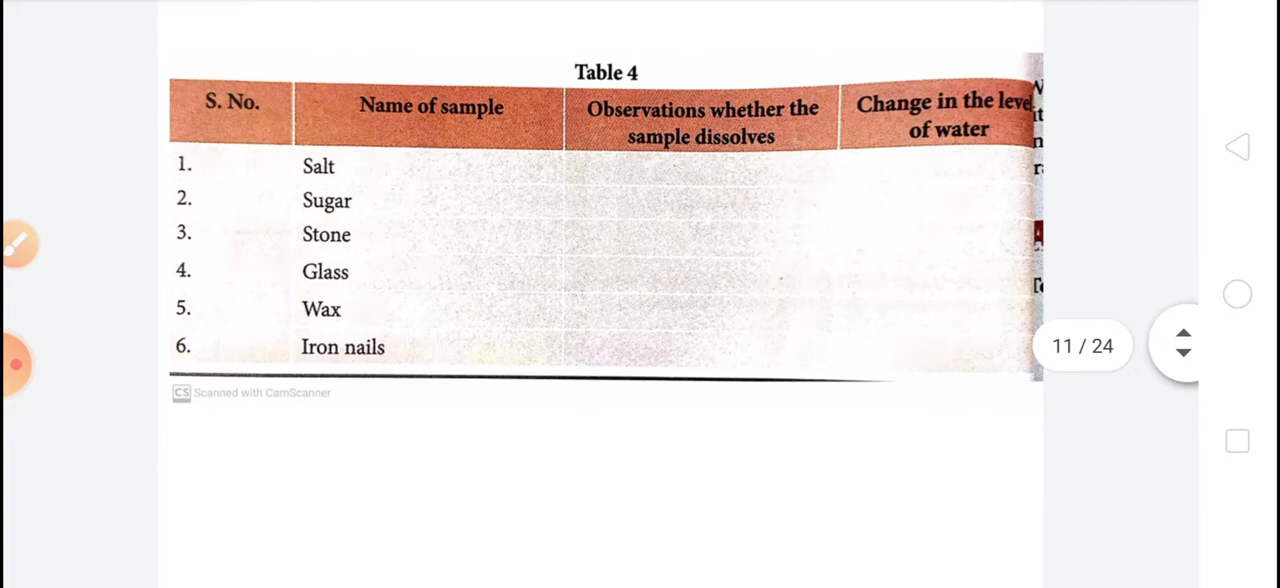 Table 4
S. No. Name of sample Observations whether the sample dissolves Change in the level of water
1. Salt
2. Sugar
3. Stone
4. Glass
5. Wax
6. Iron nails
11 / 24
CS Scanned with CamScanner